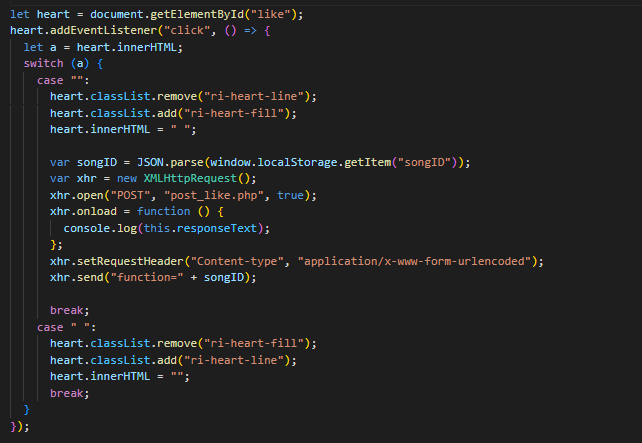 let heart = document.getElementById("like");
heart.addEventListener("click", () => {
  let a = heart.innerHTML;
  switch (a) {
    case "":
      heart.classList.remove("ri-heart-line");
      heart.classList.add("ri-heart-fill");
      heart.innerHTML = " ";

      var songID = JSON.parse(window.localStorage.getItem("songID"));
      var xhr = new XMLHttpRequest();
      xhr.open("POST", "post_like.php", true);
      xhr.onload = function () {
        console.log(this.responseText);
      };
      xhr.setRequestHeader("Content-type", "application/x-www-form-urlencoded");
      xhr.send("function=" + songID);

      break;
    case " ":
      heart.classList.remove("ri-heart-fill");
      heart.classList.add("ri-heart-line");
      heart.innerHTML = "";
      break;
  }
});